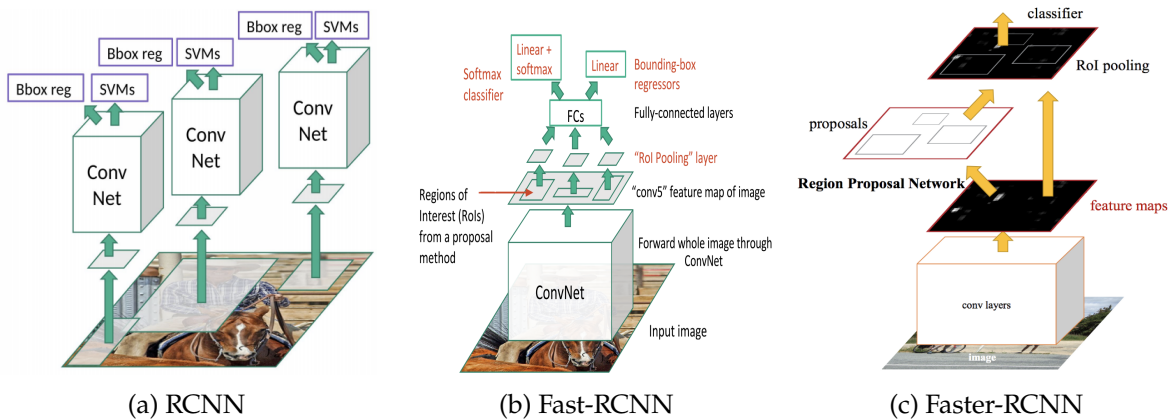 Bbox reg
SVMs
Bbox reg
SVMs
Bbox reg
SVMs
Conv
Net
Conv
Net
Conv
Net
(a) RCNN
Linear +
softmax
Linear
Softmax
classifier
Bounding-box
regressors
FCs
Fully-connected layers
"RoI Pooling" layer
Regions of
Interest (RoIs)
from a proposal
method
"conv5" feature map of image
Forward whole image through
ConvNet
ConvNet
Input image
(b) Fast-RCNN
classifier
RoI pooling
proposals
Region Proposal Network
feature maps
conv layers
image
(c) Faster-RCNN